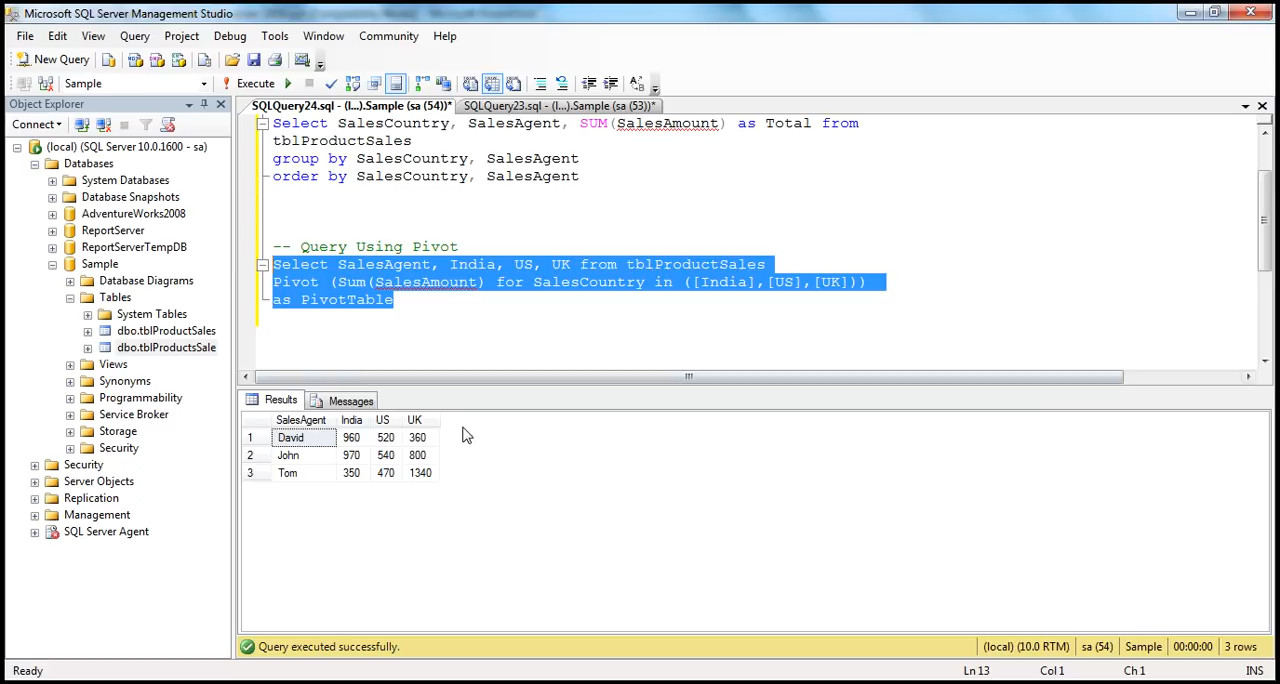 Microsoft SQL Server Management Studio
File Edit View Query Project Debug Tools Window Community Help
New Query
Sample Execute
Object Explorer
SQLQuery24.sql - (l...).Sample (sa (54))* SQLQuery23.sql - (l...).Sample (sa (53))*
Connect
(local) (SQL Server 10.0.1600 - sa)
Databases
System Databases
Database Snapshots
AdventureWorks2008
ReportServer
ReportServerTempDB
Sample
Database Diagrams
Tables
System Tables
dbo.tblProductSales
dbo.tblProductsSale
Views
Synonyms
Programmability
Service Broker
Storage
Security
Security
Server Objects
Replication
Management
SQL Server Agent
Select SalesCountry, SalesAgent, SUM(SalesAmount) as Total from
tblProductSales
group by SalesCountry, SalesAgent
order by SalesCountry, SalesAgent
-- Query Using Pivot
Select SalesAgent, India, US, UK from tblProductSales
Pivot (Sum(SalesAmount) for SalesCountry in ([India],[US],[UK]))
as PivotTable
Results Messages
SalesAgent India US UK
1 David 960 520 360
2 John 970 540 800
3 Tom 350 470 1340
Query executed successfully. (local) (10.0 RTM) sa (54) Sample 00:00:00 3 rows
Ready Ln 13 Col 1 Ch 1 INS